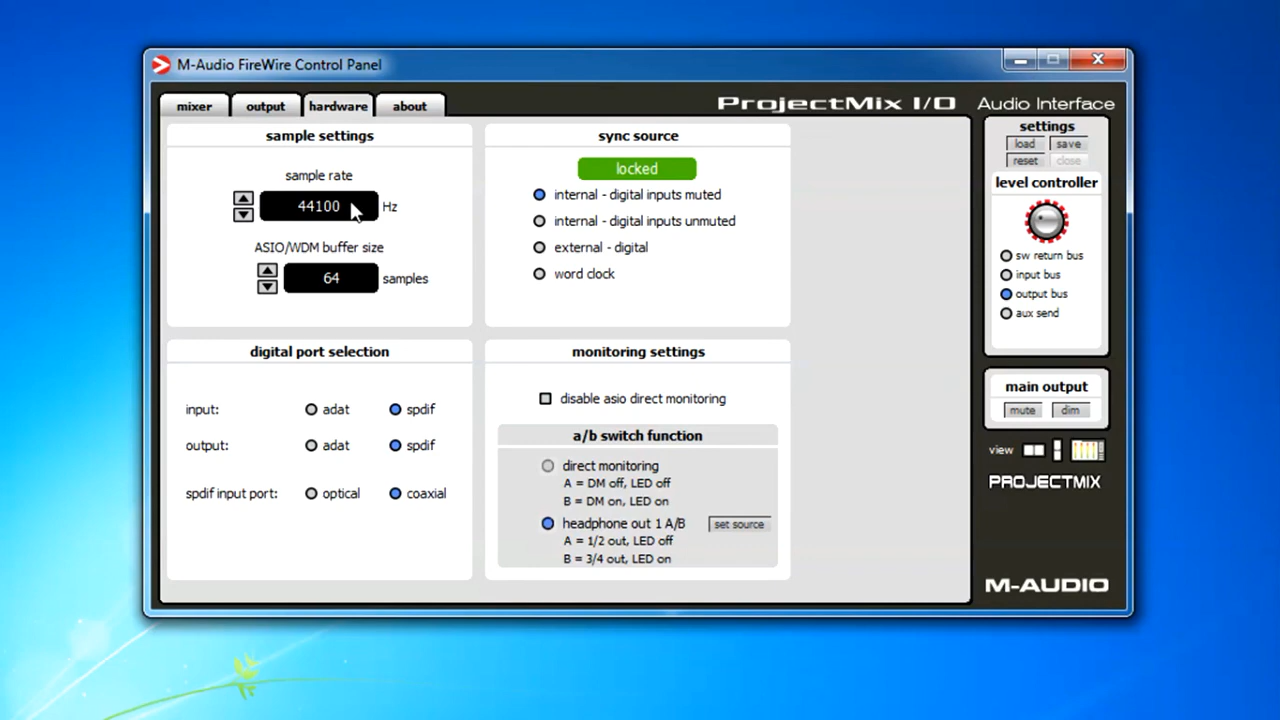 M-Audio FireWire Control Panel
mixer
output
hardware
about
ProjectMix I/O Audio Interface
sample settings
sample rate
44100 Hz
ASIO/WDM buffer size
64 samples
sync source
locked
internal - digital inputs muted
internal - digital inputs unmuted
external - digital
word clock
digital port selection
input: adat spdif
output: adat spdif
spdif input port: optical coaxial
monitoring settings
disable asio direct monitoring
a/b switch function
direct monitoring
A = DM off, LED off
B = DM on, LED on
headphone out 1 A/B set source
A = 1/2 out, LED off
B = 3/4 out, LED on
settings
load save
reset close
level controller
sw return bus
input bus
output bus
aux send
main output
mute dim
view
PROJECTMIX
M-AUDIO